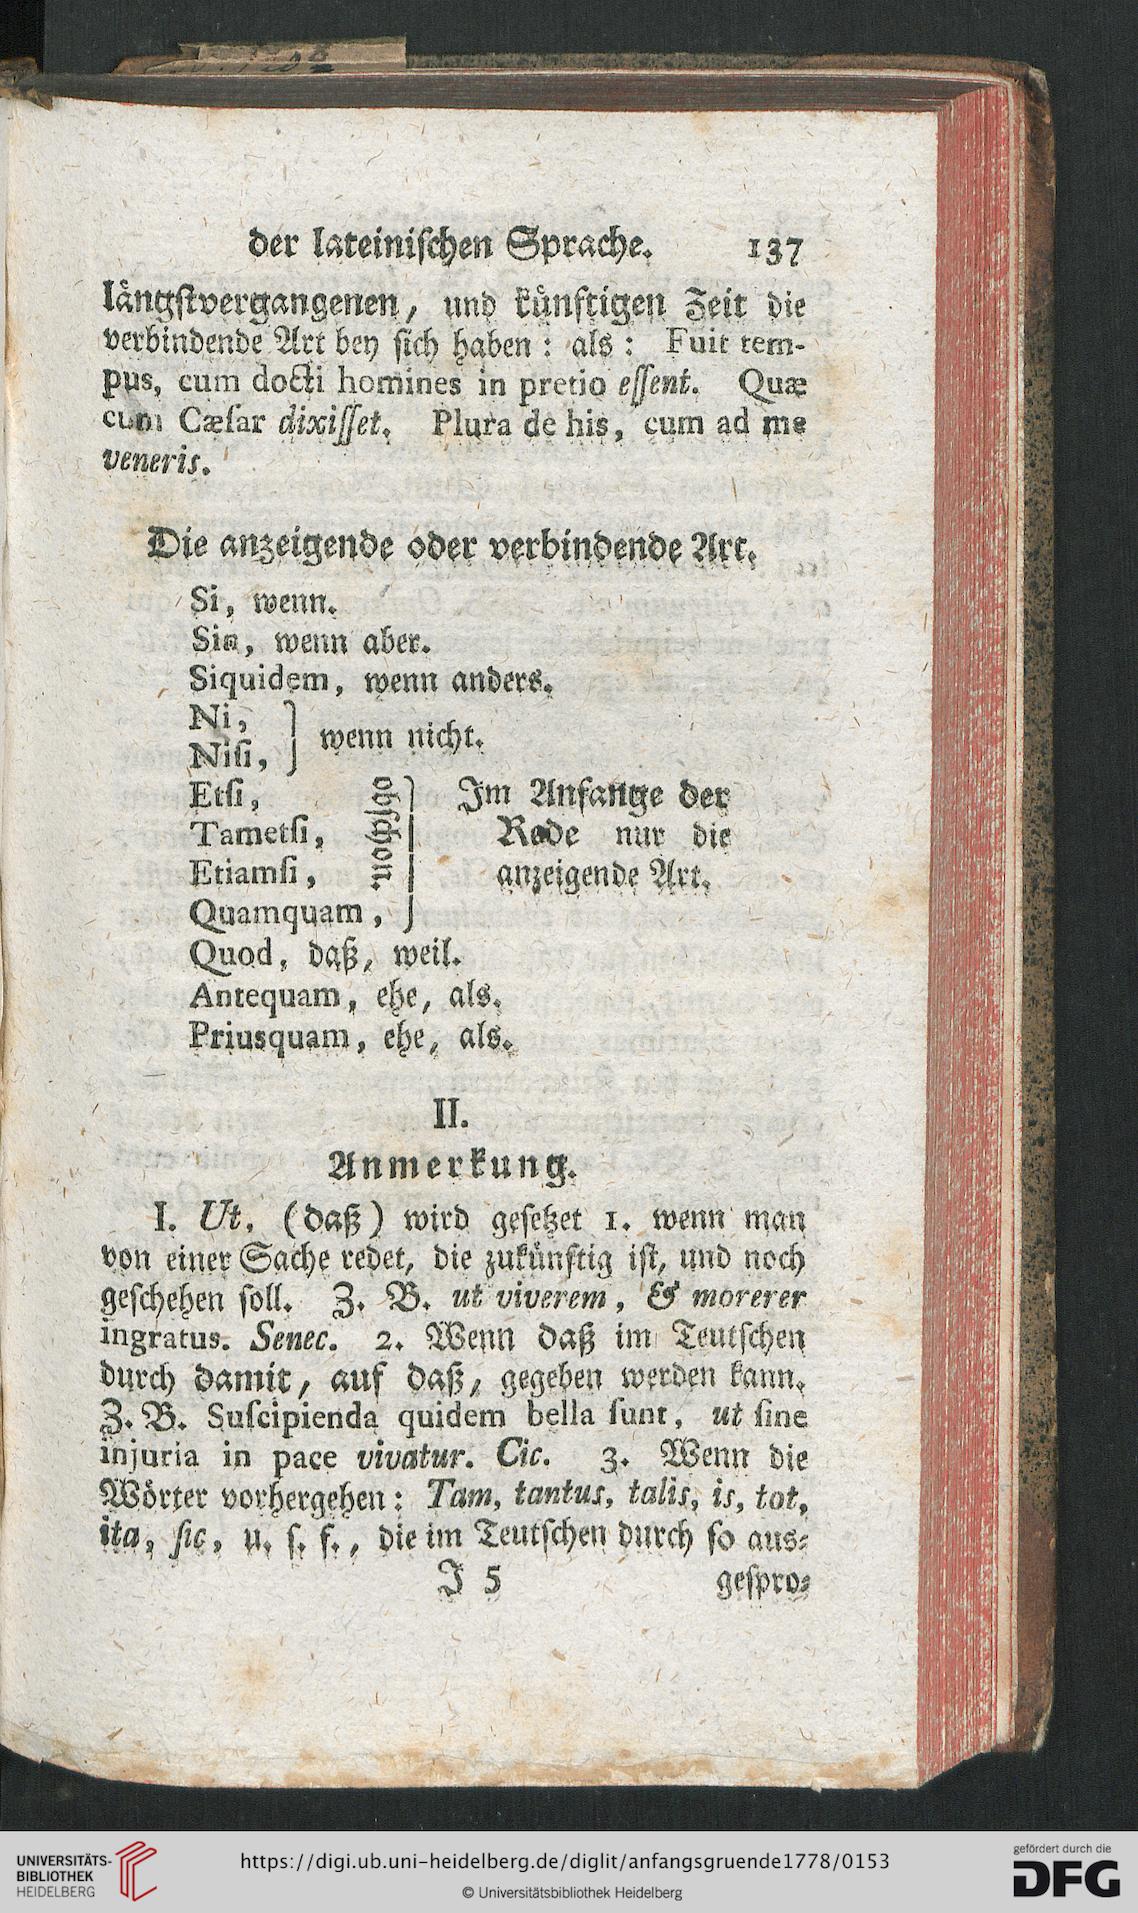 der lateiniſchen Sprache. 137
längſtvergangenen, und künftigen Zeit die
verbindende Art bey ſich haben: als: Fuit tem-
pus, cum docti homines in pretio eſſent. Quæ
cum Cæſar dixiſſet. Plura de his, cum ad me
veneris.
Die anzeigende oder verbindende Art.
Si, wenn.
Sin, wenn aber.
Siquidem, wenn anders.
Ni,
Niſi, } wenn nicht.
Etſi, obſchon. Im Anfange der
Tametſi, Rede nur die
Etiamſi, anzeigende Art.
Quamquam,
Quod, daß, weil.
Antequam, ehe, als.
Priusquam, ehe, als.
II.
Anmerkung.
I. Ut, (daß) wird geſetzet 1. wenn man
von einer Sache redet, die zukünftig iſt, und noch
geſchehen ſoll. Z. B. ut viverem, & morerer
ingratus. Senec. 2. Wenn daß im Teutſchen
durch damit, auf daß, gegeben werden kann.
Z. B. Suſcipienda quidem bella ſunt, ut ſine
injuria in pace vivatur. Cic. 3. Wenn die
Wörter vorhergehen: Tam, tantus, talis, is, tot,
ita, ſic, u. ſ. f., die im Teutſchen durch ſo aus-
J 5 geſpro-
UNIVERSITÄTS-
BIBLIOTHEK
HEIDELBERG
https://digi.ub.uni-heidelberg.de/diglit/anfangsgruende1778/0153
© Universitätsbibliothek Heidelberg
gefördert durch die
DFG